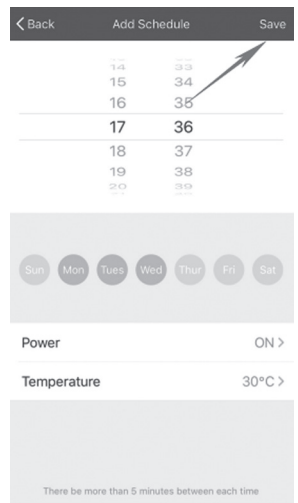 Back Add Schedule Save
14 33
15 34
16 35
17 36
18 37
19 38
20 39
Sun Mon Tues Wed Thur Fri Sat
Power ON >
Temperature 30°C >
There be more than 5 minutes between each time